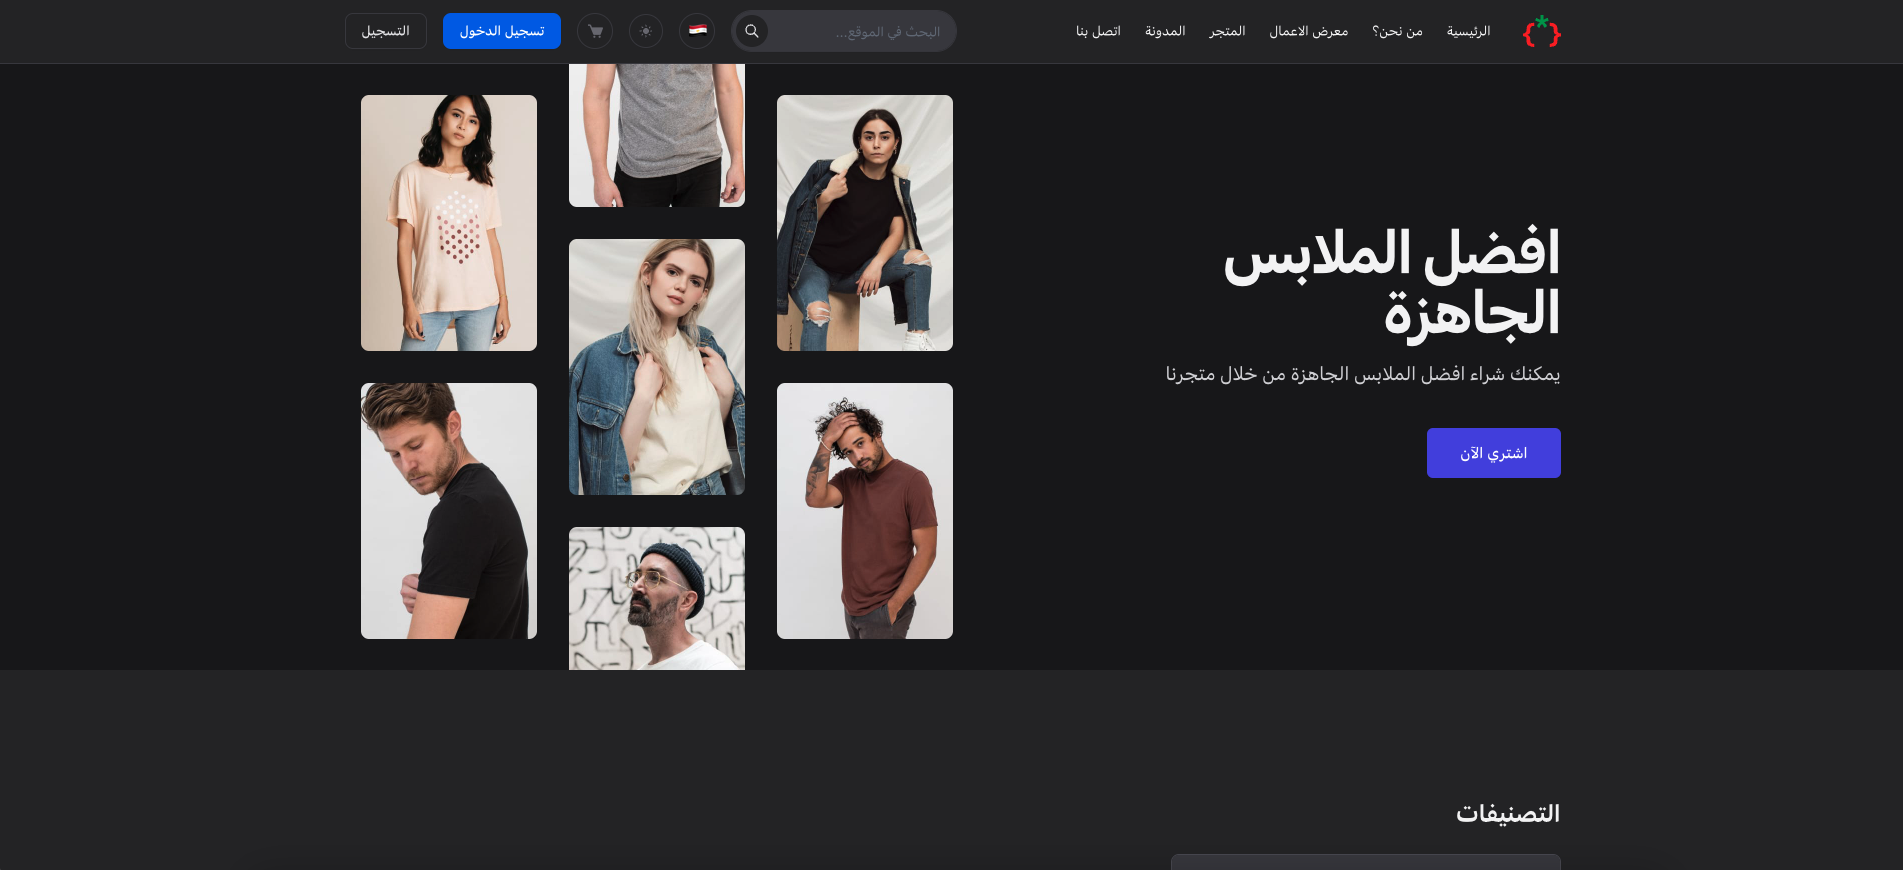 الرئيسية
من نحن؟
معرض الاعمال
المتجر
المدونة
اتصل بنا
البحث في الموقع...
تسجيل الدخول
التسجيل
افضل الملابس
الجاهزة
يمكنك شراء افضل الملابس الجاهزة من خلال متجرنا
اشتري الآن
التصنيفات